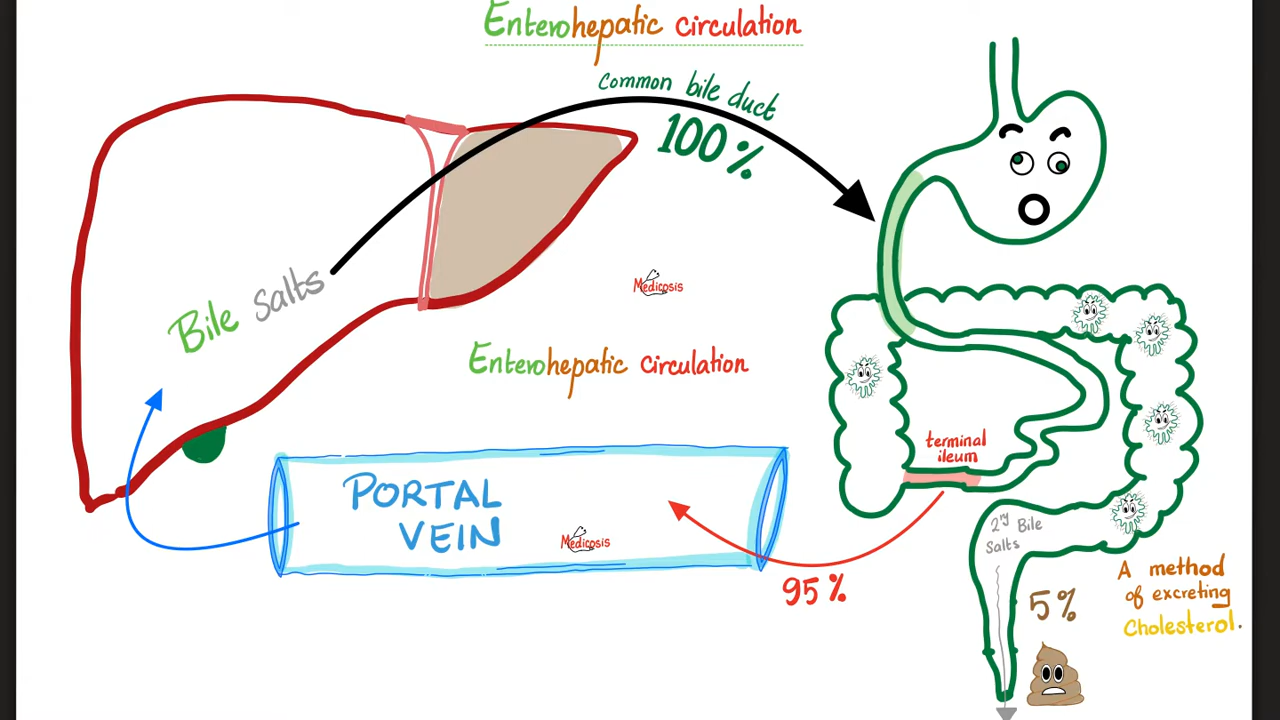 Enterohepatic circulation
Common bile duct
100%
Bile Salts
Medicosis
Enterohepatic circulation
terminal
ileum
PORTAL
VEIN
Medicosis
95%
2ry Bile
Salts
5%
A method
of excreting
Cholesterol.